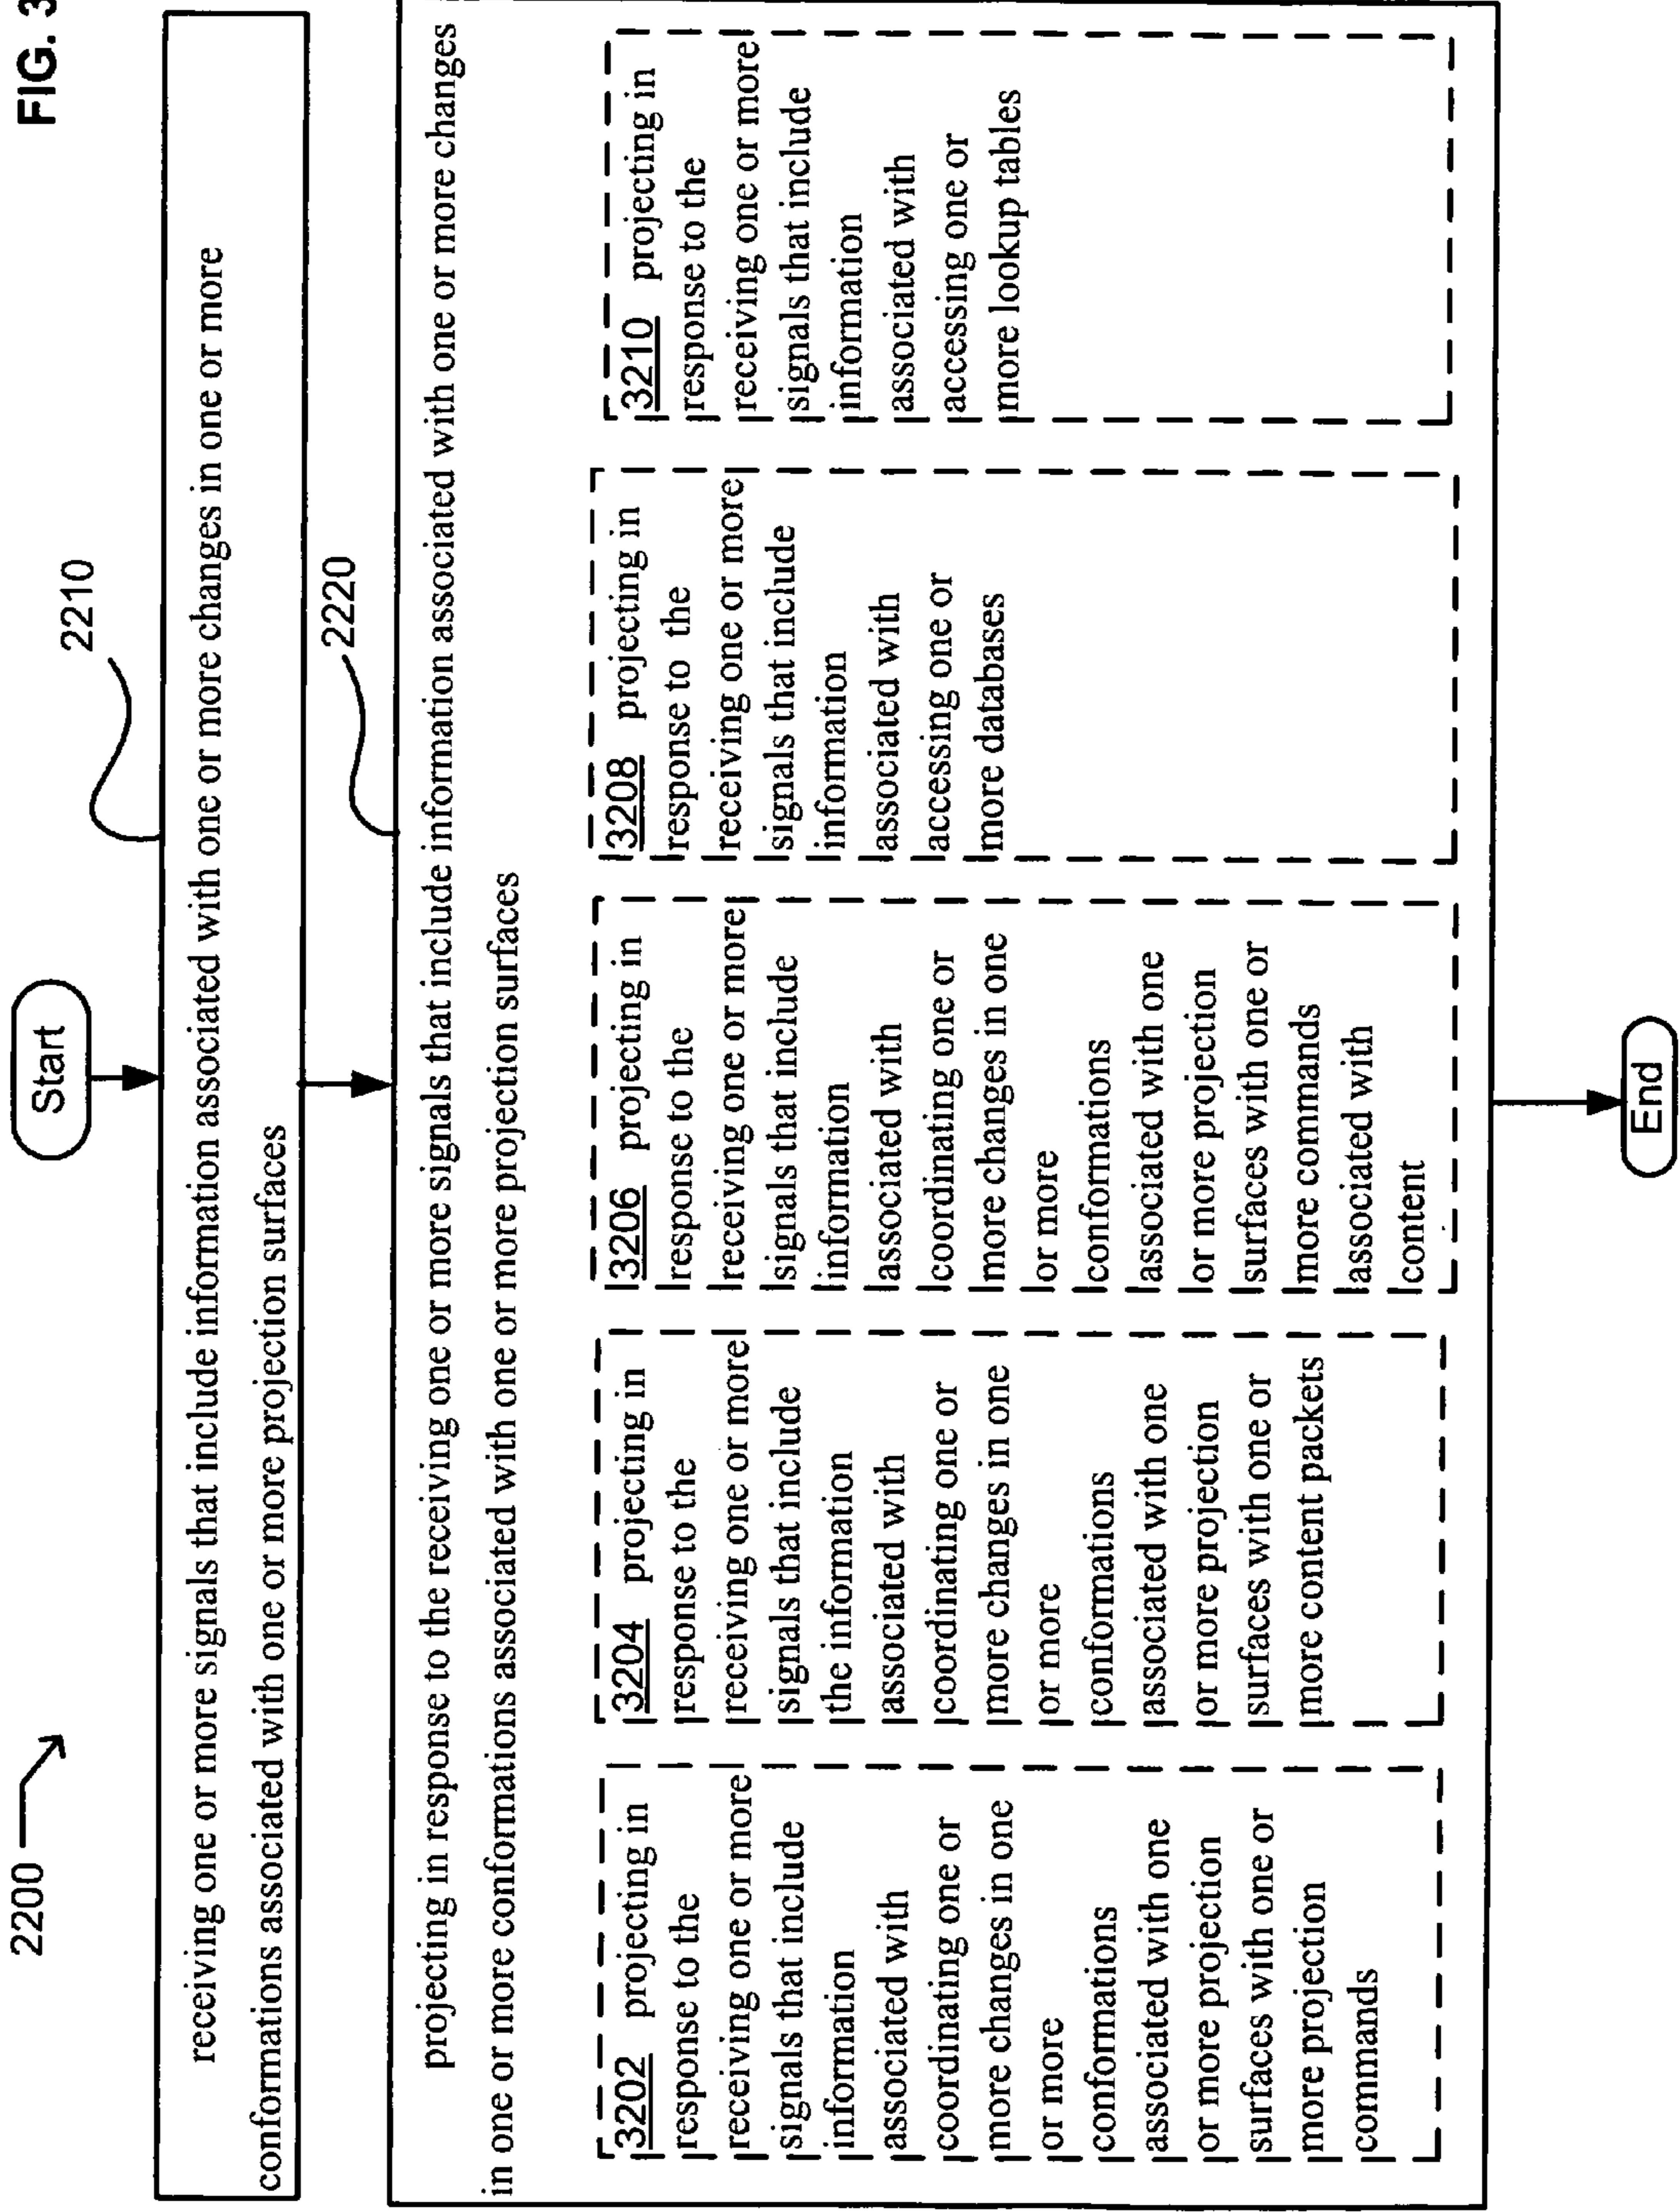 2200
FIG. 3
Start
2210
receiving one or more signals that include information associated with one or more changes in one or more
conformations associated with one or more projection surfaces
2220
projecting in response to the receiving one or more signals that include information associated with one or more changes
in one or more conformations associated with one or more projection surfaces
3202 projecting in
response to the
receiving one or more
signals that include
information
associated with
coordinating one or
more changes in one
or more
conformations
associated with one
or more projection
surfaces with one or
more projection
commands
3204 projecting in
response to the
receiving one or more
signals that include
the information
associated with
coordinating one or
more changes in one
or more
conformations
associated with one
or more projection
surfaces with one or
more content packets
3206 projecting in
response to the
receiving one or more
signals that include
information
associated with
coordinating one or
more changes in one
or more
conformations
associated with one
or more projection
surfaces with one or
more commands
associated with
content
3208 projecting in
response to the
receiving one or more
signals that include
information
associated with
accessing one or
more databases
3210 projecting in
response to the
receiving one or more
signals that include
information
associated with
accessing one or
more lookup tables
End